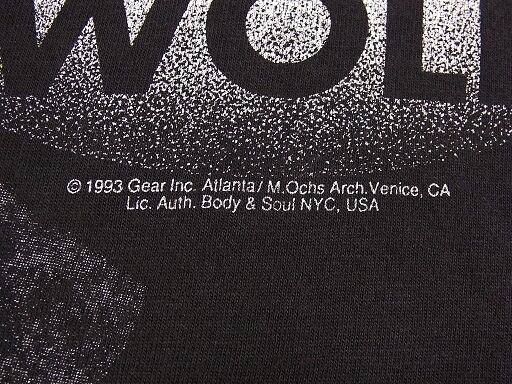 WOL
© 1993 Gear Inc. Atlanta/ M.Ochs Arch.Venice, CA
Lic. Auth. Body & Soul NYC, USA